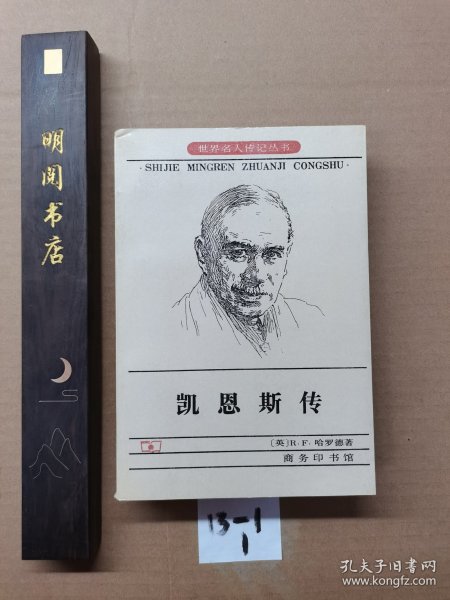 明阅书店
世界名人传记丛书
·SHIJIE MINGREN ZHUANJI CONGSHU·
凯恩斯传
〔英〕R·F·哈罗德著
商务印书馆
13-1
1
孔夫子旧书网
www.kongfz.com